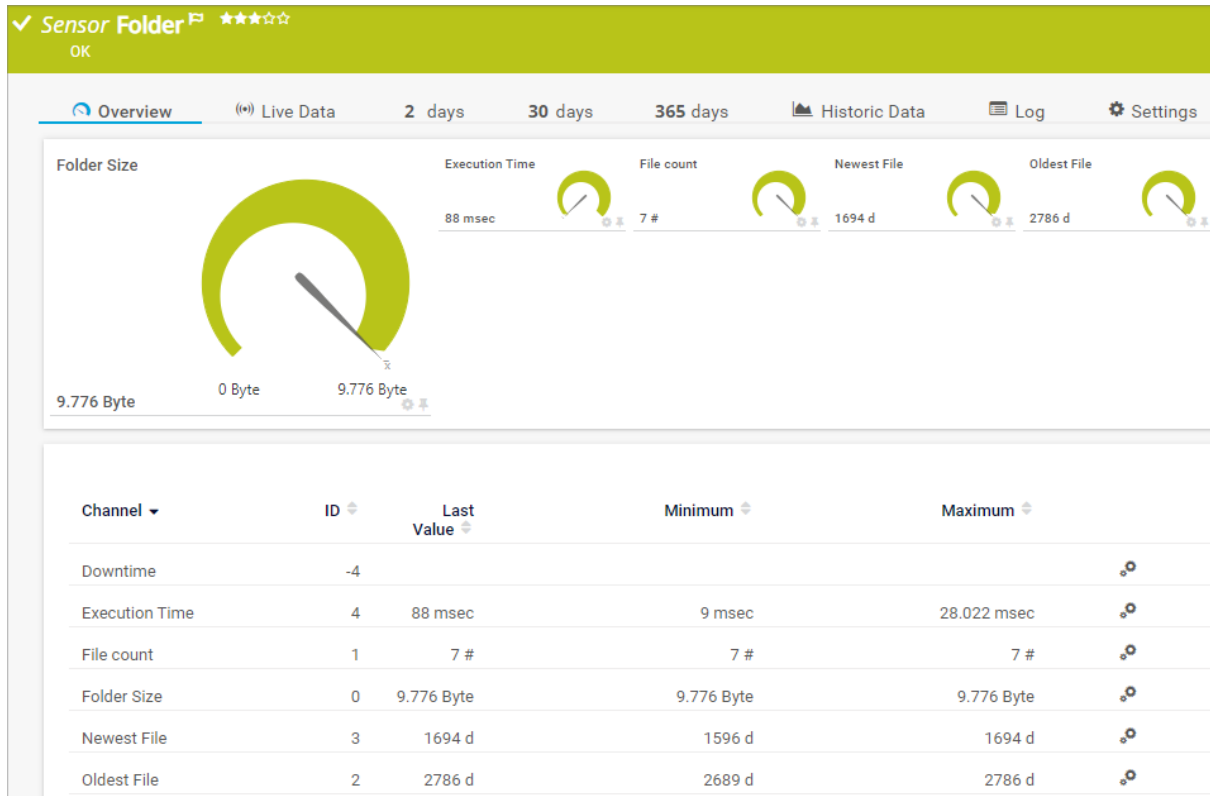 Sensor Folder
OK
Overview Live Data 2 days 30 days 365 days Historic Data Log Settings
Folder Size
0 Byte 9.776 Byte
x̄
9.776 Byte
Execution Time
88 msec
File count
7 #
Newest File
1694 d
Oldest File
2786 d
Channel ID Last Value Minimum Maximum
Downtime -4
Execution Time 4 88 msec 9 msec 28.022 msec
File count 1 7 # 7 # 7 #
Folder Size 0 9.776 Byte 9.776 Byte 9.776 Byte
Newest File 3 1694 d 1596 d 1694 d
Oldest File 2 2786 d 2689 d 2786 d